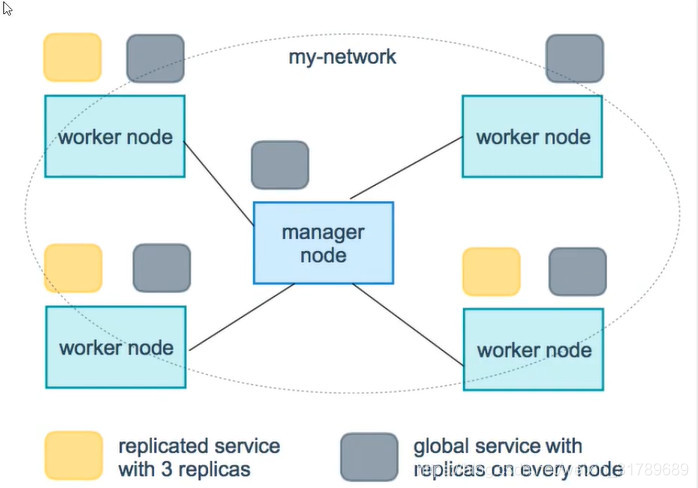 my-network
worker node
worker node
manager
node
worker node
worker node
replicated service
with 3 replicas
global service with
replicas on every node